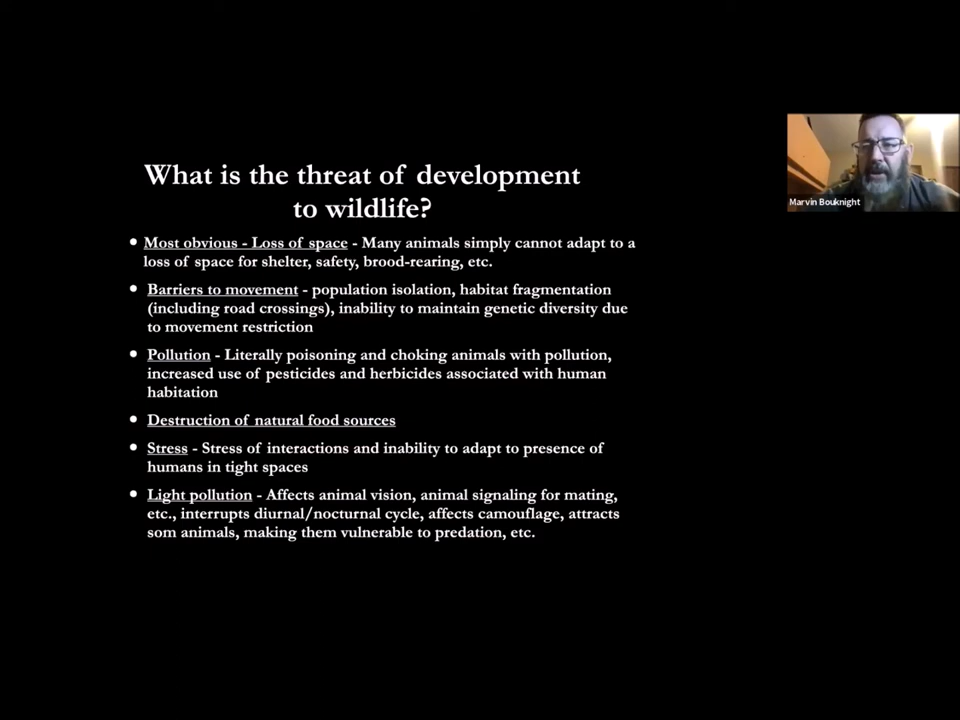 What is the threat of development
to wildlife?
• Most obvious - Loss of space - Many animals simply cannot adapt to a
loss of space for shelter, safety, brood-rearing, etc.
• Barriers to movement - population isolation, habitat fragmentation
(including road crossings), inability to maintain genetic diversity due
to movement restriction
• Pollution - Literally poisoning and choking animals with pollution,
increased use of pesticides and herbicides associated with human
habitation
• Destruction of natural food sources
• Stress - Stress of interactions and inability to adapt to presence of
humans in tight spaces
• Light pollution - Affects animal vision, animal signaling for mating,
etc., interrupts diurnal/nocturnal cycle, affects camouflage, attracts
som animals, making them vulnerable to predation, etc.
Marvin Bouknight